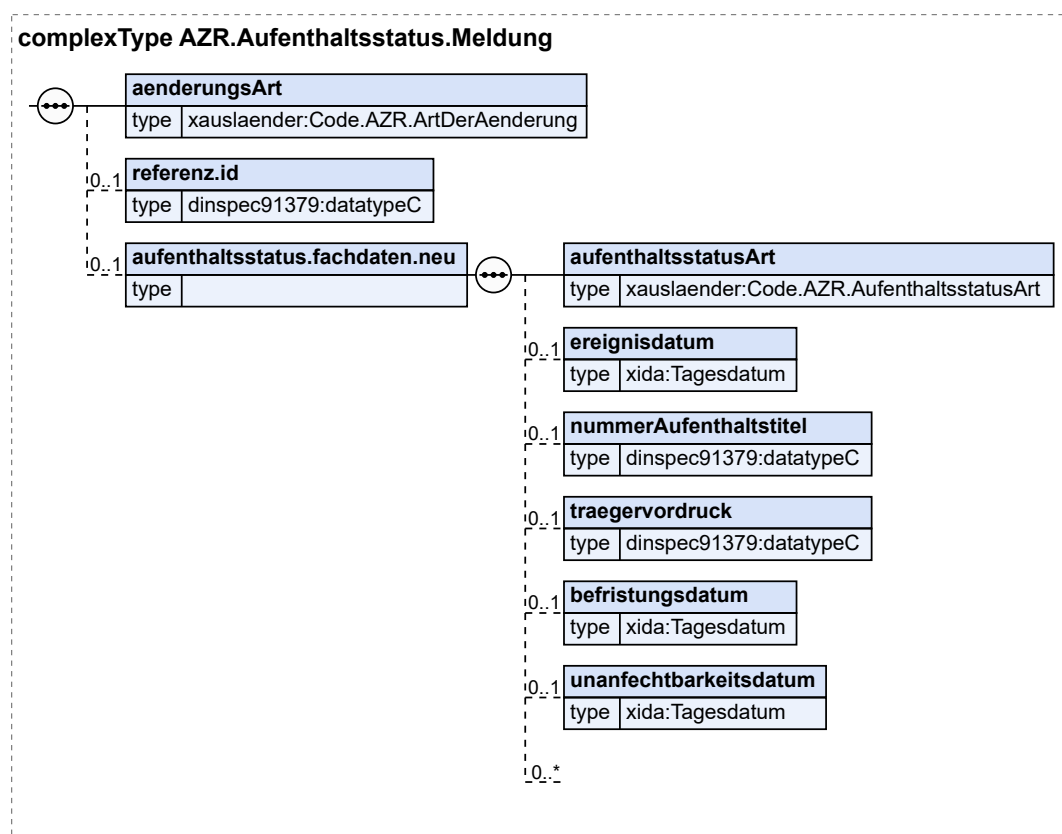 complexType AZR.Aufenthaltsstatus.Meldung
aenderungsArt
type xauslaender:Code.AZR.ArtDerAenderung
0..1 referenz.id
type dinspec91379:datatypeC
0..1 aufenthaltsstatus.fachdaten.neu
type
aufenthaltsstatusArt
type xauslaender:Code.AZR.AufenthaltsstatusArt
0..1 ereignisdatum
type xida:Tagesdatum
0..1 nummerAufenthaltstitel
type dinspec91379:datatypeC
0..1 traegervordruck
type dinspec91379:datatypeC
0..1 befristungsdatum
type xida:Tagesdatum
0..1 unanfechtbarkeitsdatum
type xida:Tagesdatum
0..*